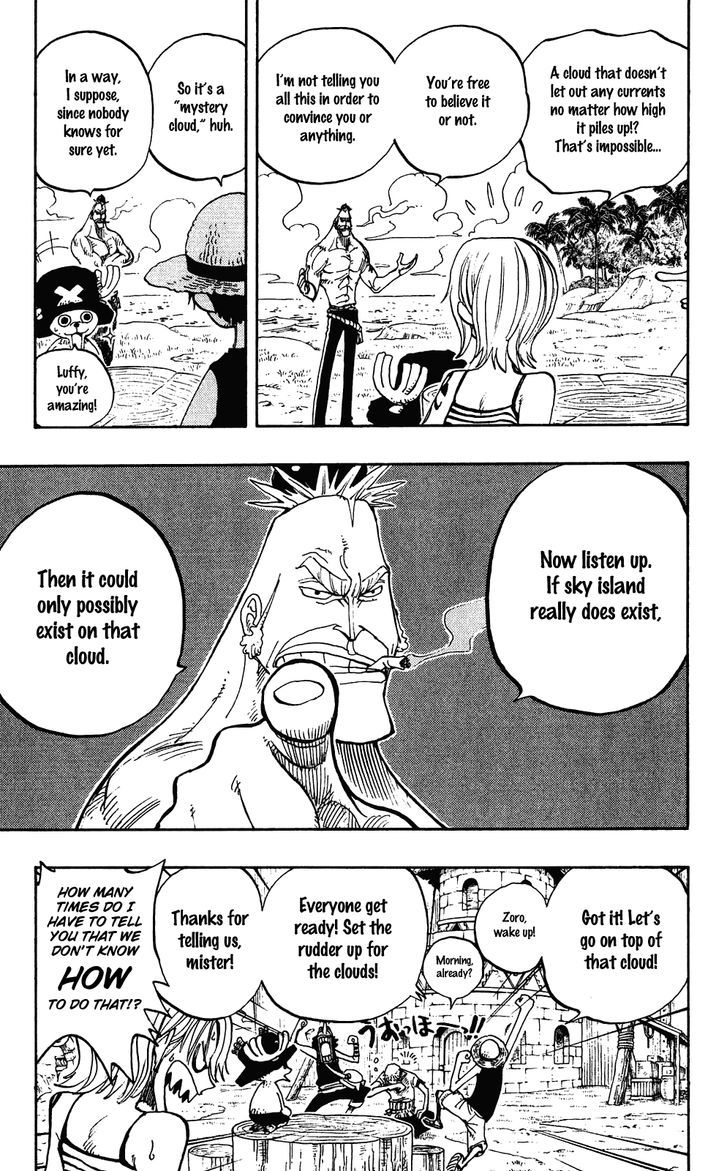 A cloud that doesn't
let out any currents
no matter how high
it piles up!?
That's impossible...
You're free
to believe it
or not.
I'm not telling you
all this in order to
convince you or
anything.
So it's a
"mystery
cloud," huh.
In a way,
I suppose,
since nobody
knows for
sure yet.
Luffy,
you're
amazing!
Now listen up.
If sky island
really does exist,
Then it could
only possibly
exist on that
cloud.
Got it! Let's
go on top of
that cloud!
Zoro,
wake up!
Morning,
already?
Everyone get
ready! Set the
rudder up for
the clouds!
うおっほーっ!!
Thanks for
telling us,
mister!
HOW MANY
TIMES DO I
HAVE TO TELL
YOU THAT WE
DON'T KNOW
HOW
TO DO THAT!?